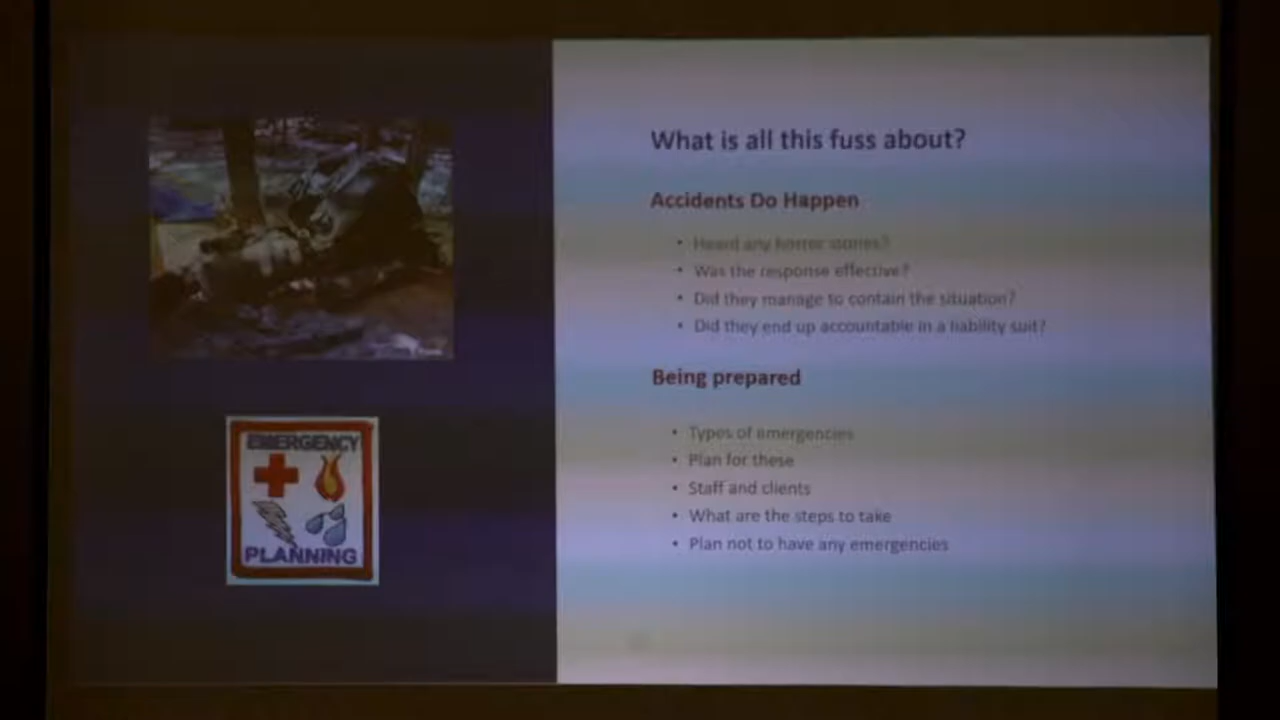 What is all this fuss about?
Accidents Do Happen
• Heard any horror stories?
• Was the response effective?
• Did they manage to contain the situation?
• Did they end up accountable in a liability suit?
Being prepared
• Types of emergencies
• Plan for these
• Staff and clients
• What are the steps to take
• Plan not to have any emergencies
EMERGENCY
PLANNING